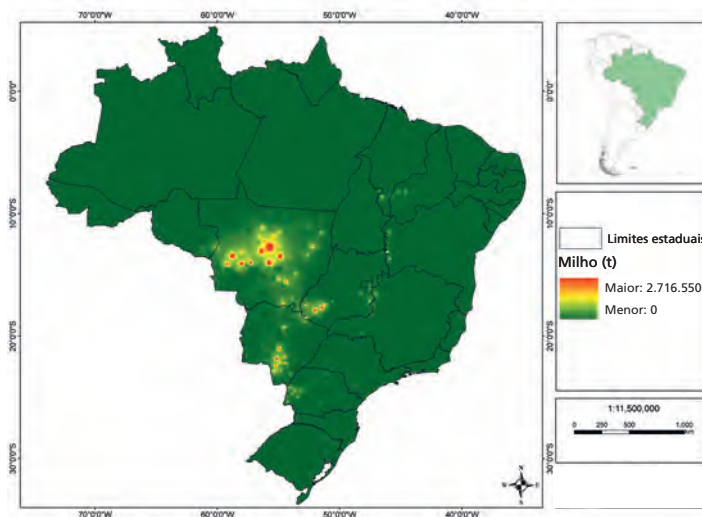 70°0'0"W 60°0'0"W 50°0'0"W 40°0'0"W
0°0'0"
10°0'0"S
20°0'0"S
30°0'0"S
0°0'0"
10°0'0"S
20°0'0"S
30°0'0"S
70°0'0"W 60°0'0"W 50°0'0"W 40°0'0"W
N
W E
S
Limites estaduais
Milho (t)
Maior: 2.716.550
Menor: 0
1:11,500,000
0 250 500 1,000
km